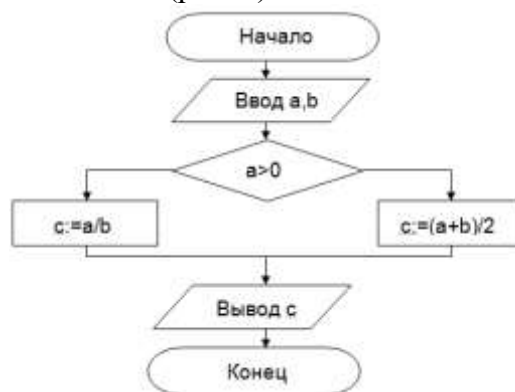 Начало
Ввод a,b
a>0
c:=a/b
c:=(a+b)/2
Вывод c
Конец